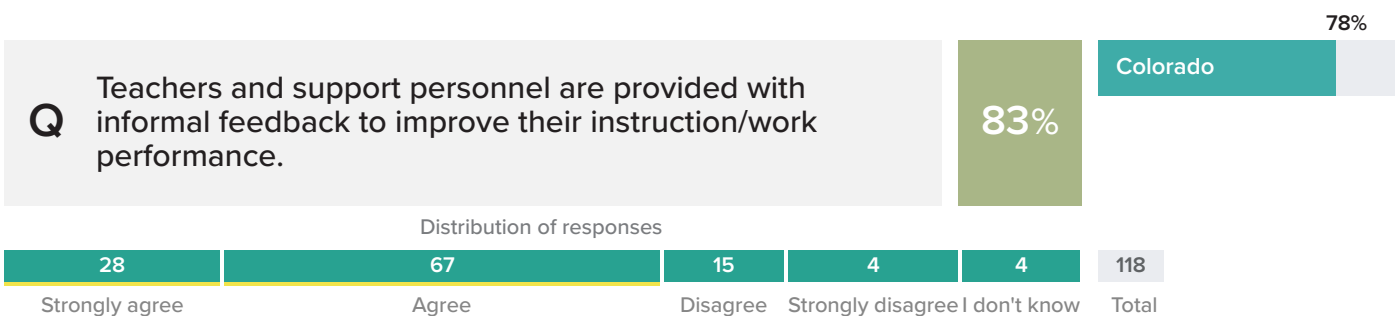 78%
Colorado
Q
Teachers and support personnel are provided with
informal feedback to improve their instruction/work
performance.
83%
Distribution of responses
28 67 15 4 4 118
Strongly agree Agree Disagree Strongly disagree I don't know Total